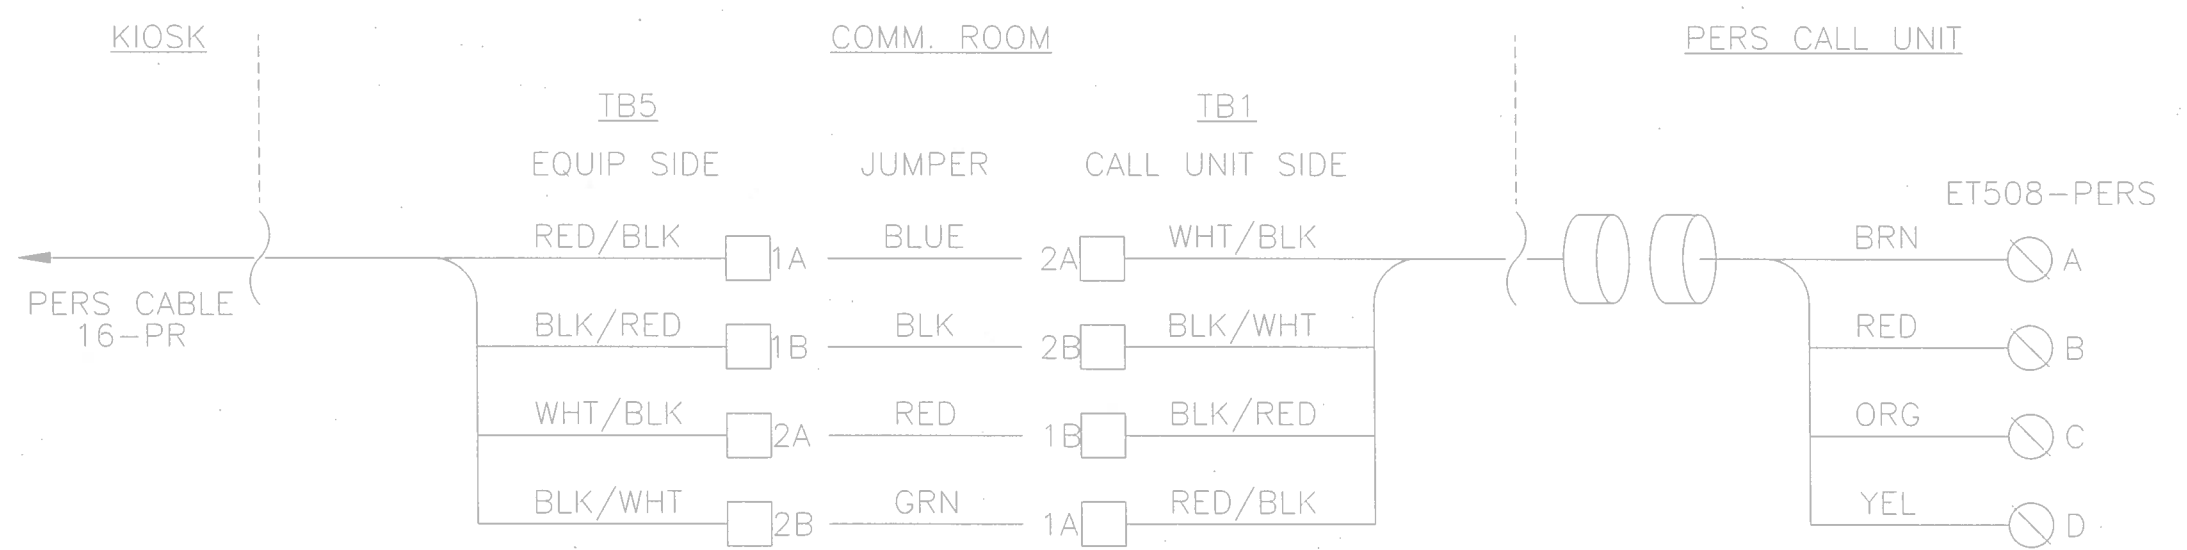 KIOSK COMM. ROOM PERS CALL UNIT
TB5 TB1
EQUIP SIDE JUMPER CALL UNIT SIDE
ET508-PERS
RED/BLK 1A BLUE 2A WHT/BLK BRN A
PERS CABLE
16-PR
BLK/RED 1B BLK 2B BLK/WHT RED B
WHT/BLK 2A RED 1B BLK/RED ORG C
BLK/WHT 2B GRN 1A RED/BLK YEL D